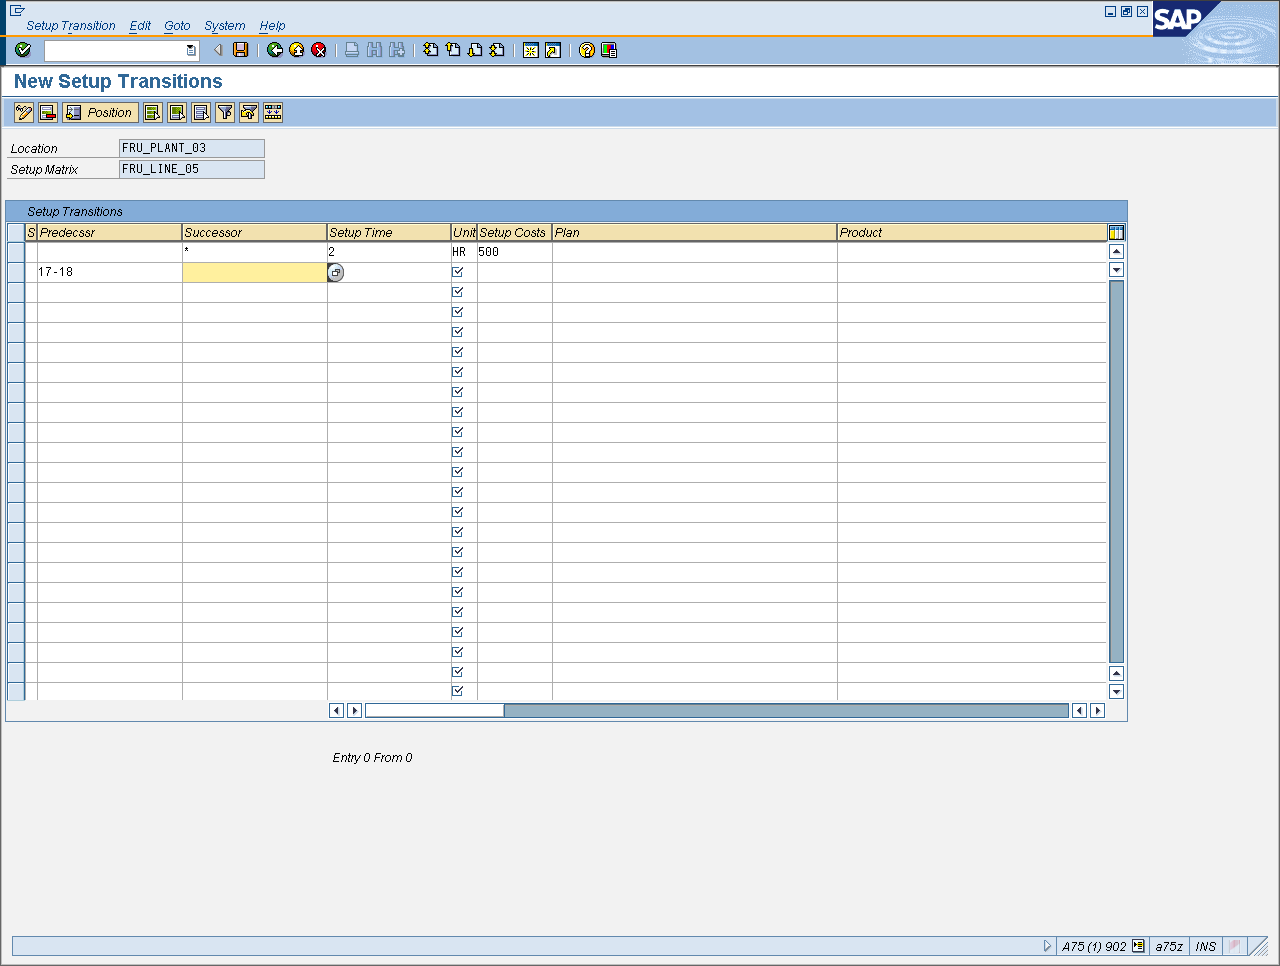 Setup Transition Edit Goto System Help
SAP
New Setup Transitions
Position
Location FRU_PLANT_03
Setup Matrix FRU_LINE_05
Setup Transitions
S Predecssr Successor Setup Time Unit Setup Costs Plan Product
* 2 HR 500
17-18
Entry 0 From 0
A75 (1) 902 a75z INS